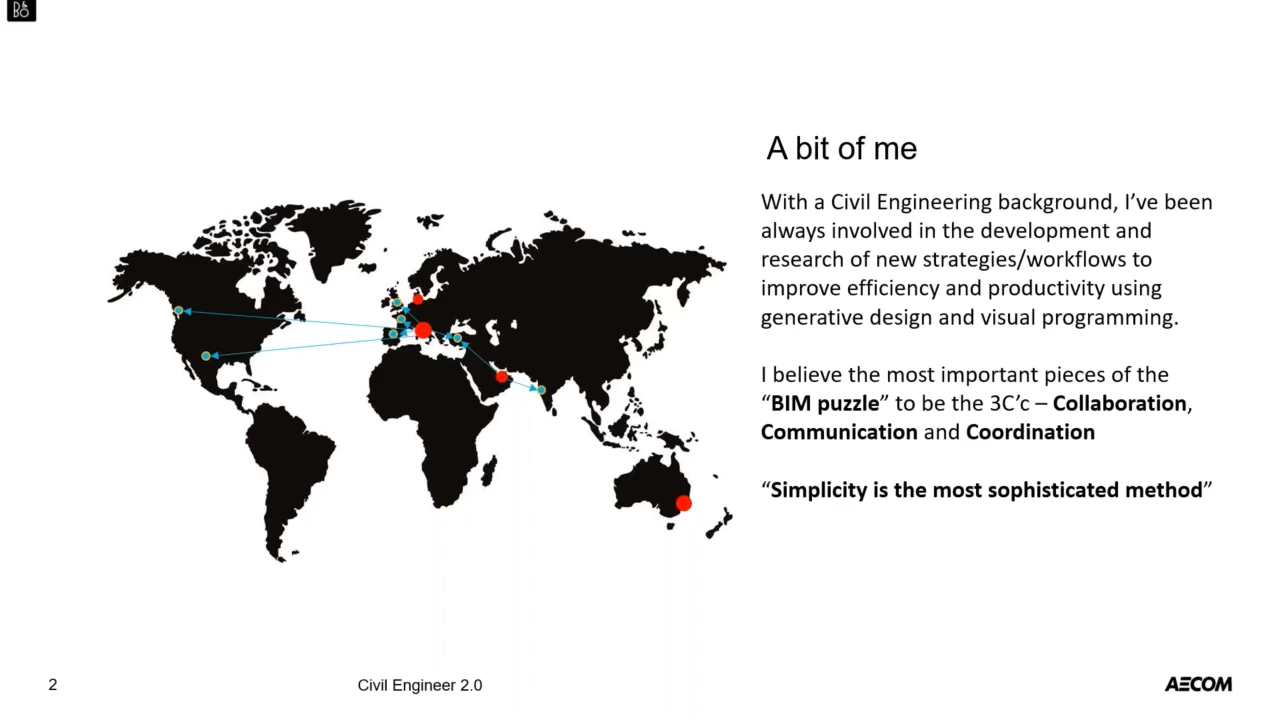 B&
O
A bit of me
With a Civil Engineering background, I’ve been
always involved in the development and
research of new strategies/workflows to
improve efficiency and productivity using
generative design and visual programming.
I believe the most important pieces of the
“BIM puzzle” to be the 3C’c – Collaboration,
Communication and Coordination
“Simplicity is the most sophisticated method”
2
Civil Engineer 2.0
AECOM